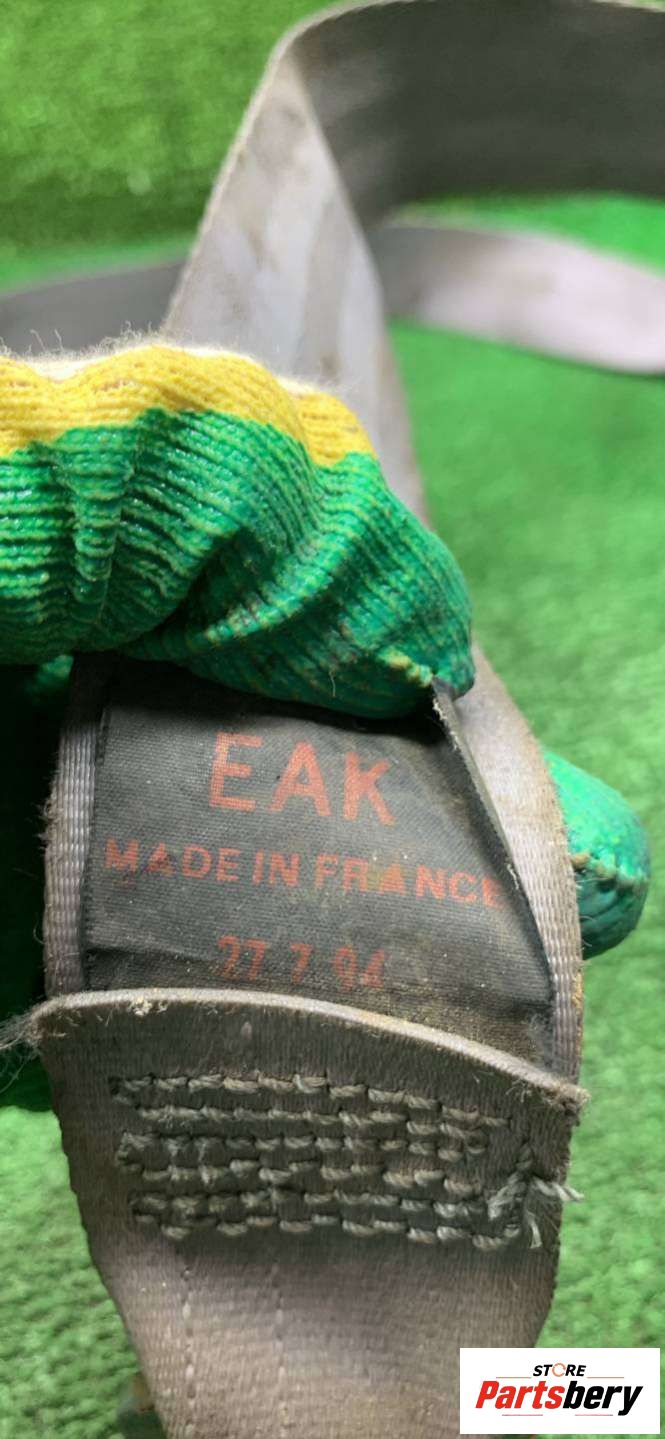 EAK
MADE IN FRANCE
27 7 94
STORE
Partsbery